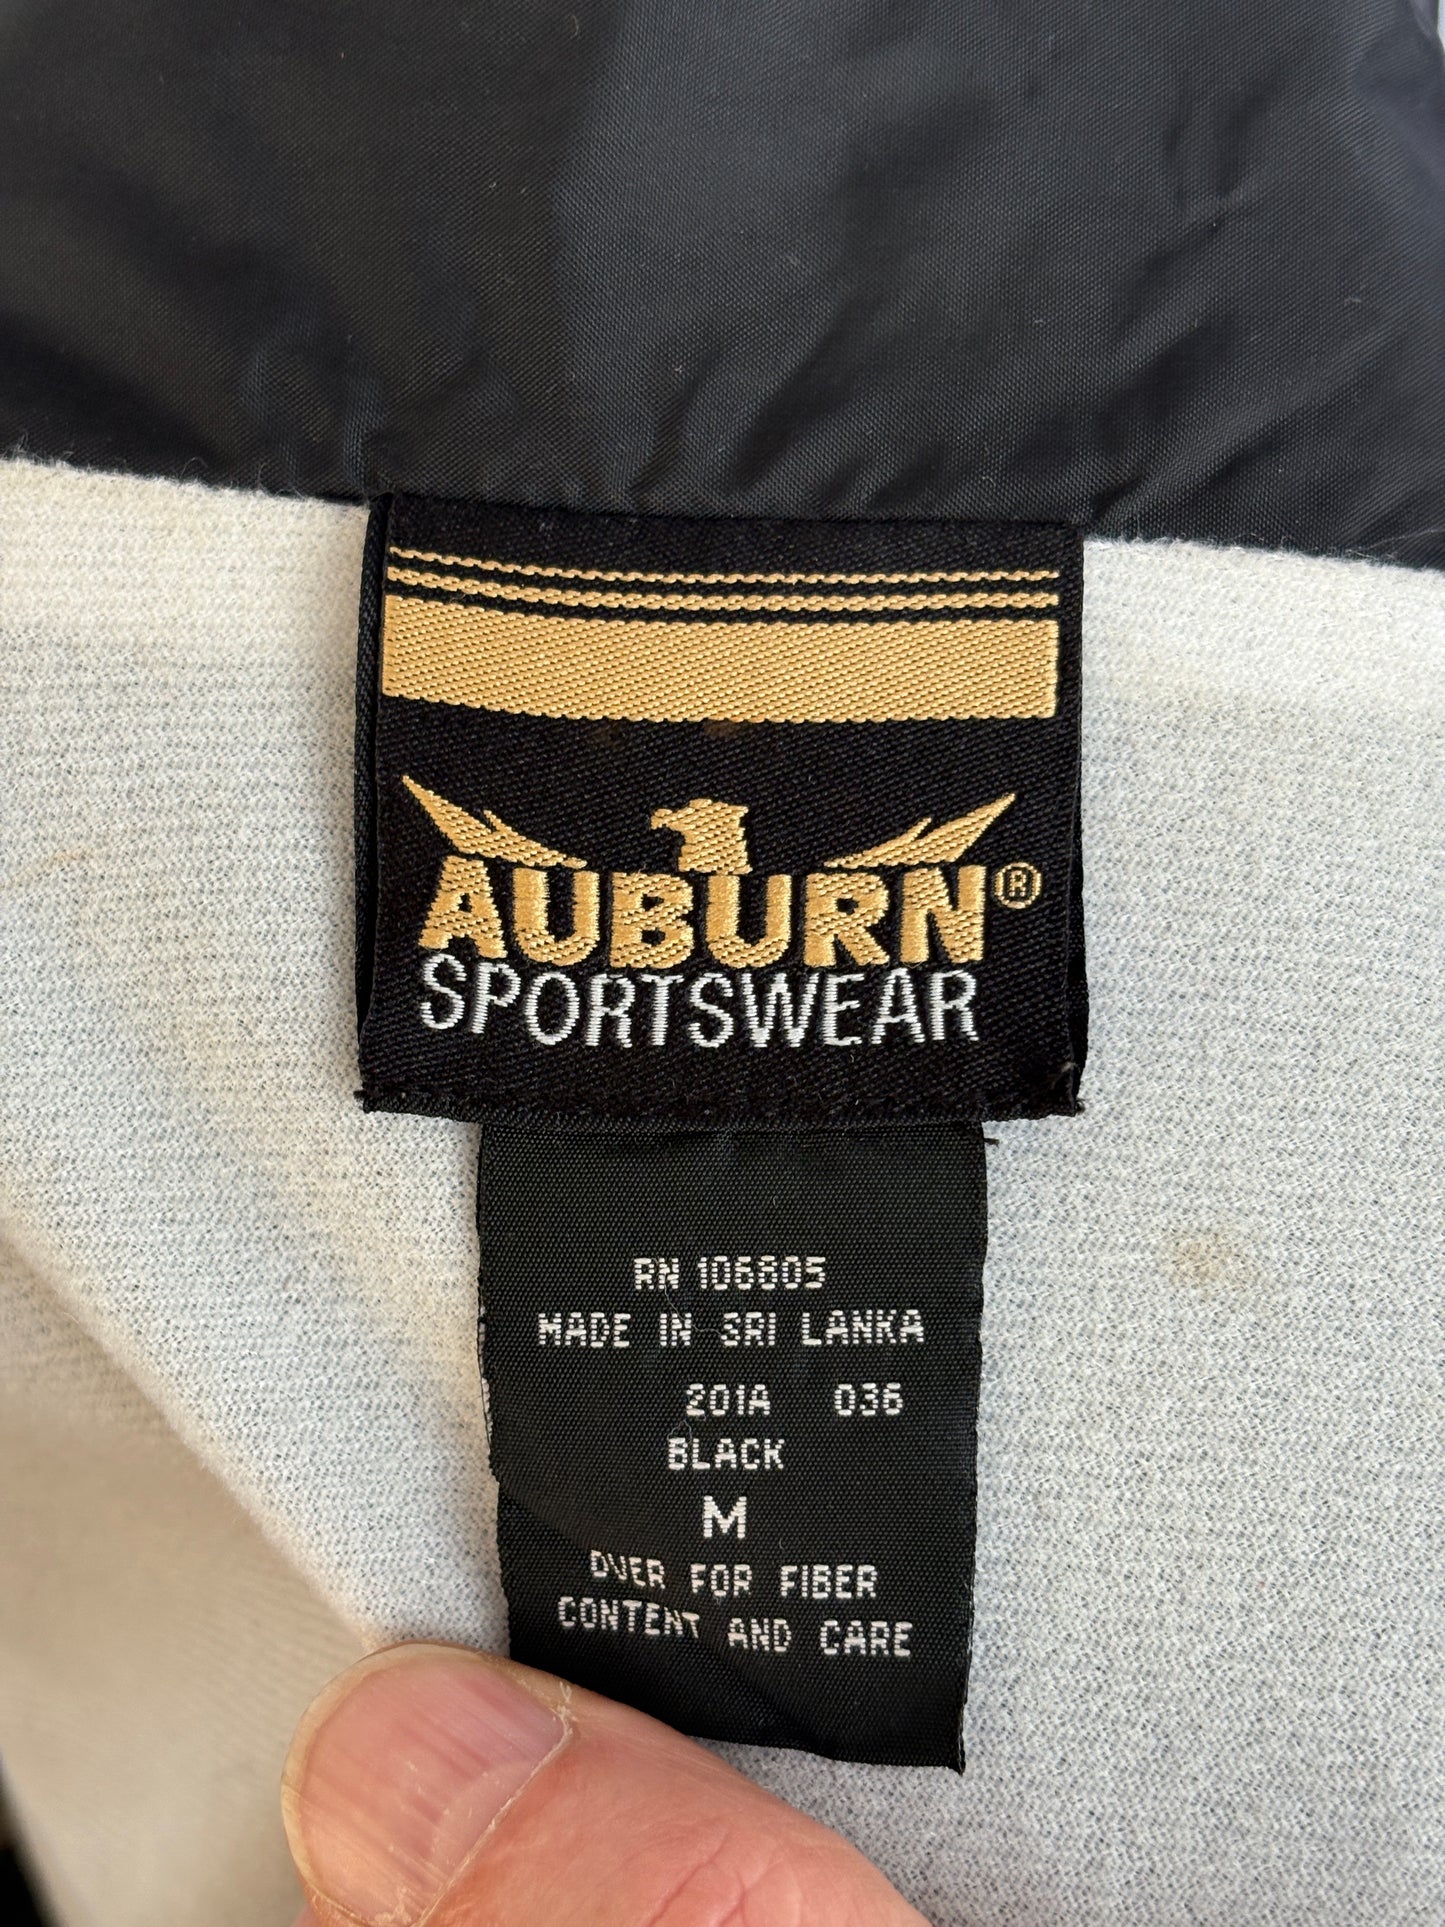 AUBURN®
SPORTSWEAR
RN 106805
MADE IN SRI LANKA
201A 036
BLACK
M
OVER FOR FIBER
CONTENT AND CARE